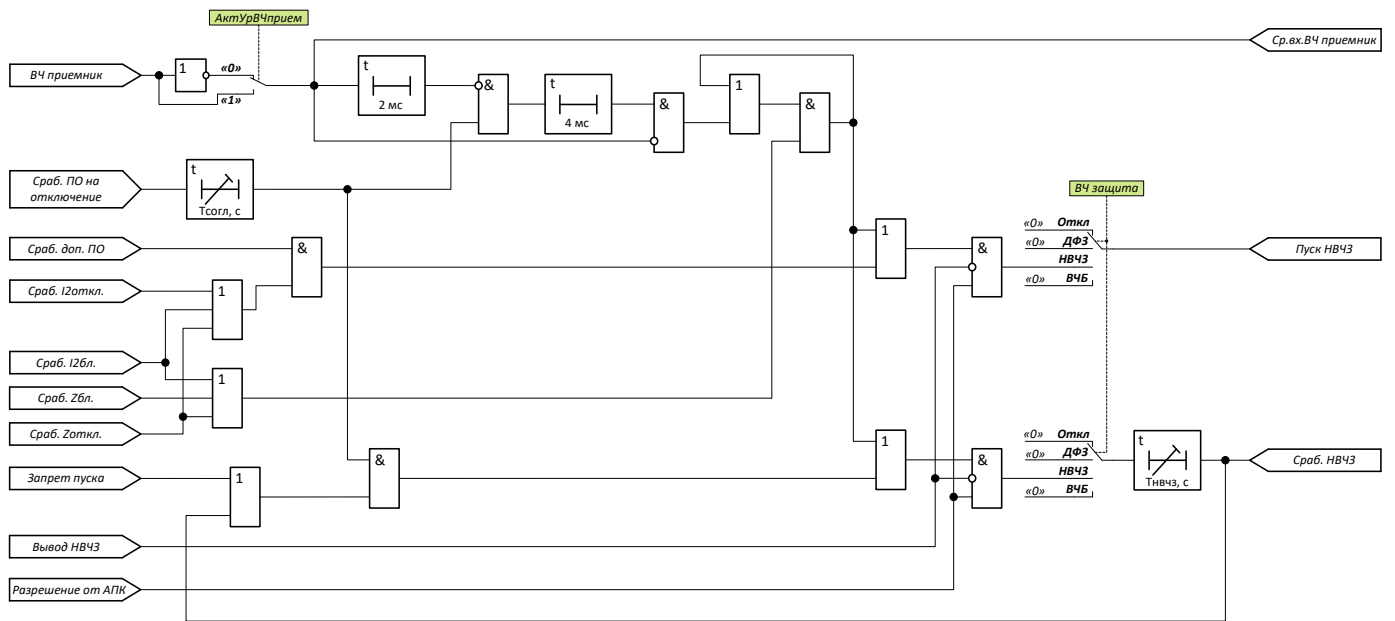 АктУрВЧприем
Ср.вх.ВЧ приемник
ВЧ приемник
1
«0»
«1»
t
2 мс
&
t
4 мс
&
1
&
Сраб. ПО на
отключение
t
Тсогл, с
ВЧ защита
Сраб. доп. ПО
&
1
&
«0» Откл
«0» ДФЗ
НВЧЗ
«0» ВЧБ
Пуск НВЧЗ
Сраб. I2откл.
1
Сраб. I2бл.
1
Сраб. Zбл.
Сраб. Zоткл.
&
1
&
«0» Откл
«0» ДФЗ
НВЧЗ
«0» ВЧБ
t
Тнвчз, с
Сраб. НВЧЗ
Запрет пуска
1
Вывод НВЧЗ
Разрешение от АПК